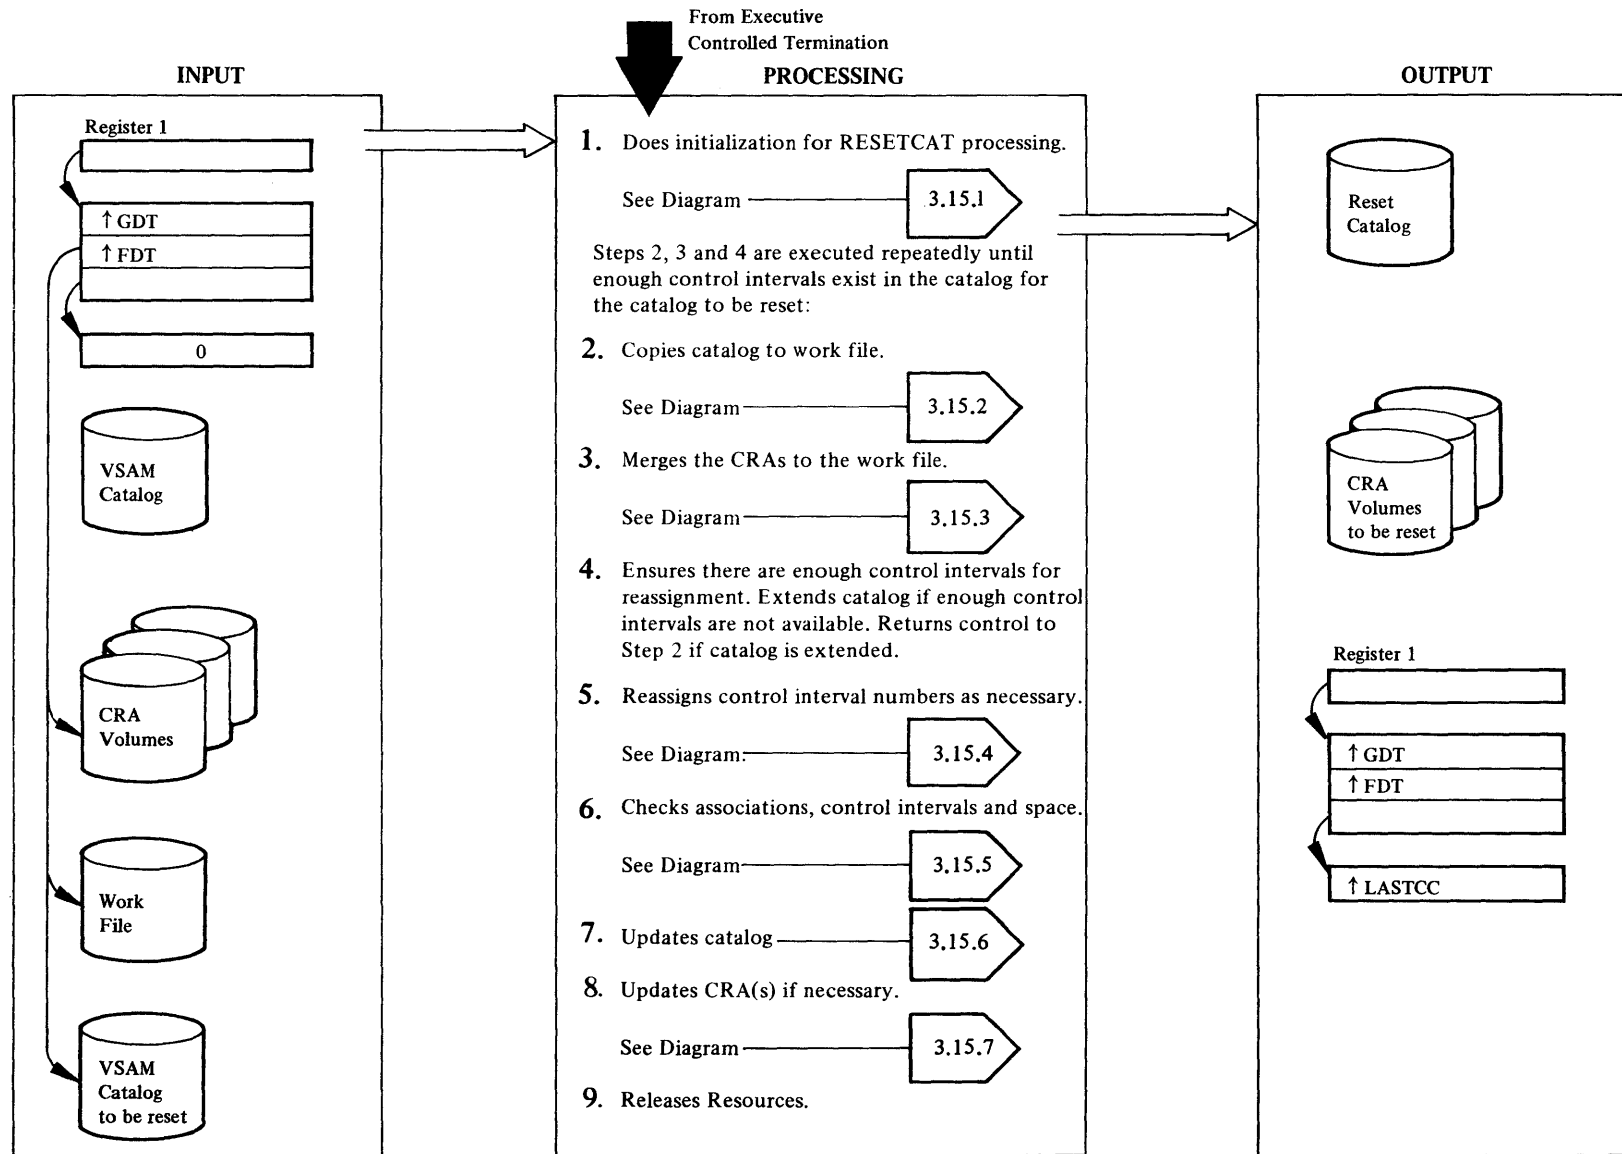 From Executive
Controlled Termination
INPUT
Register 1
↑ GDT
↑ FDT
0
VSAM
Catalog
CRA
Volumes
Work
File
VSAM
Catalog
to be reset
PROCESSING
1. Does initialization for RESETCAT processing.
See Diagram 3.15.1
Steps 2, 3 and 4 are executed repeatedly until
enough control intervals exist in the catalog for
the catalog to be reset:
2. Copies catalog to work file.
See Diagram 3.15.2
3. Merges the CRAs to the work file.
See Diagram 3.15.3
4. Ensures there are enough control intervals for
reassignment. Extends catalog if enough control
intervals are not available. Returns control to
Step 2 if catalog is extended.
5. Reassigns control interval numbers as necessary.
See Diagram: 3.15.4
6. Checks associations, control intervals and space.
See Diagram 3.15.5
7. Updates catalog 3.15.6
8. Updates CRA(s) if necessary.
See Diagram 3.15.7
9. Releases Resources.
OUTPUT
Reset
Catalog
CRA
Volumes
to be reset
Register 1
↑ GDT
↑ FDT
↑ LASTCC